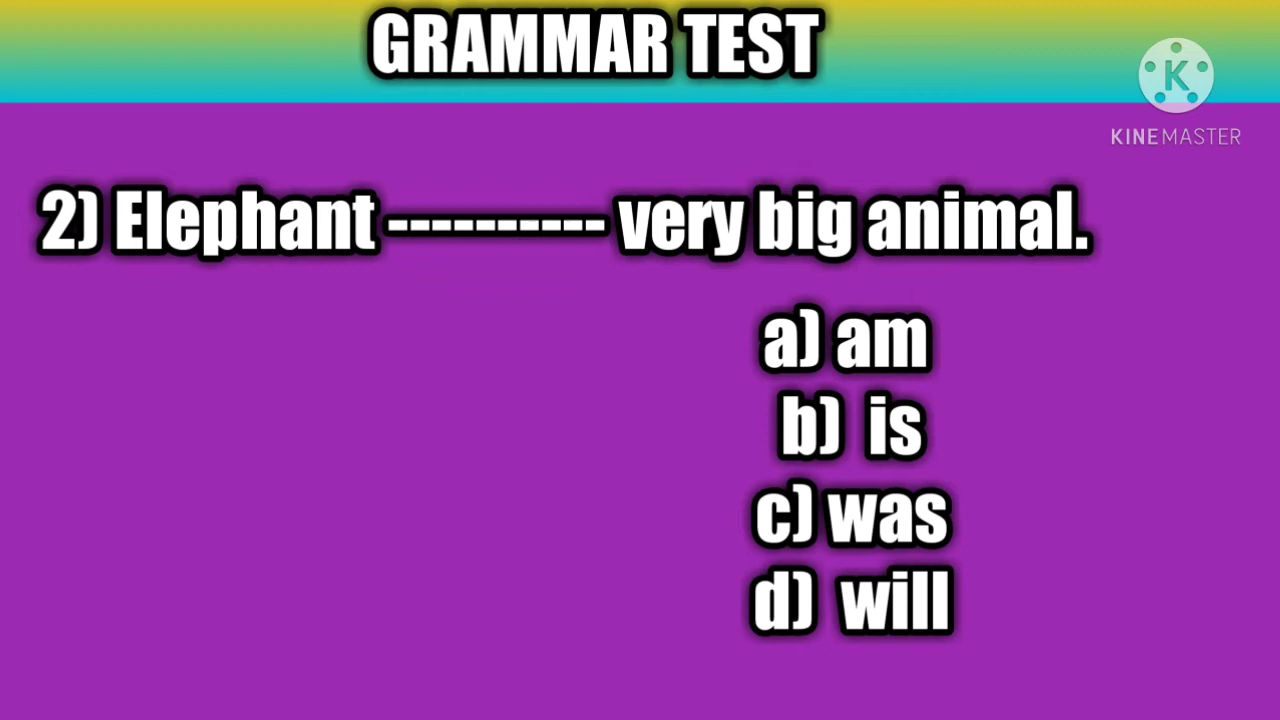 GRAMMAR TEST
K
KINEMASTER
2) Elephant ---------- very big animal.
a) am
b) is
c) was
d) will